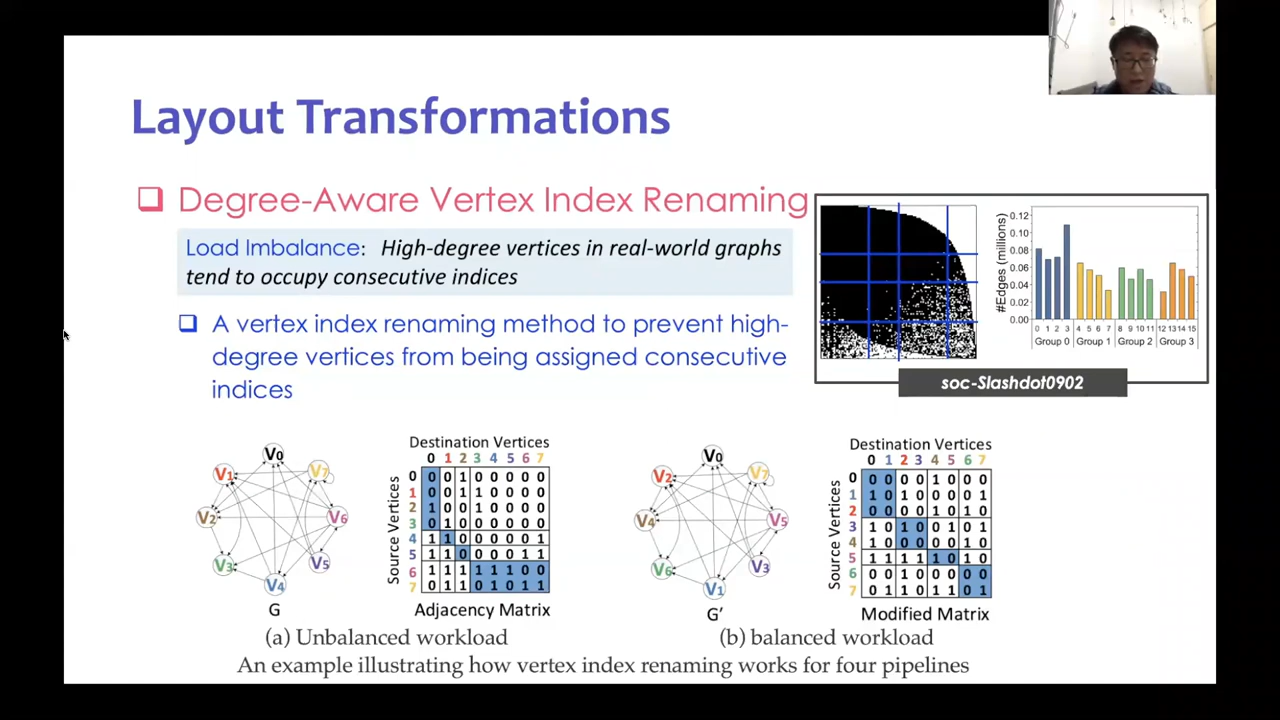 Layout Transformations
❑ Degree-Aware Vertex Index Renaming
Load Imbalance: High-degree vertices in real-world graphs
tend to occupy consecutive indices
❑ A vertex index renaming method to prevent high-
degree vertices from being assigned consecutive
indices
#Edges (millions)
0.12
0.10
0.08
0.06
0.04
0.02
0.00
0 1 2 3 4 5 6 7 8 9 10 11 12 13 14 15
Group 0 Group 1 Group 2 Group 3
soc-Slashdot0902
V0
V1
V7
V2
V6
V3
V5
V4
G
Destination Vertices
0 1 2 3 4 5 6 7
Source Vertices
0 0 0 1 0 0 0 0 0
1 0 0 1 1 0 0 0 0
2 1 0 0 1 0 0 0 0
3 0 1 0 0 0 0 0 0
4 1 1 0 0 0 0 0 1
5 1 1 0 0 0 0 1 1
6 1 1 1 1 1 1 0 0
7 0 1 1 0 1 0 1 1
Adjacency Matrix
(a) Unbalanced workload
V0
V2
V7
V4
V5
V6
V3
V1
G′
Destination Vertices
0 1 2 3 4 5 6 7
Source Vertices
0 0 0 0 0 1 0 0 0
1 0 0 0 0 0 0 0 1
2 0 0 0 0 1 0 1 0
3 1 0 1 0 0 1 0 1
4 1 0 0 0 0 0 1 0
5 1 1 1 1 1 0 1 0
6 0 0 1 0 0 0 0 0
7 0 1 1 0 1 1 0 1
Modified Matrix
(b) balanced workload
An example illustrating how vertex index renaming works for four pipelines